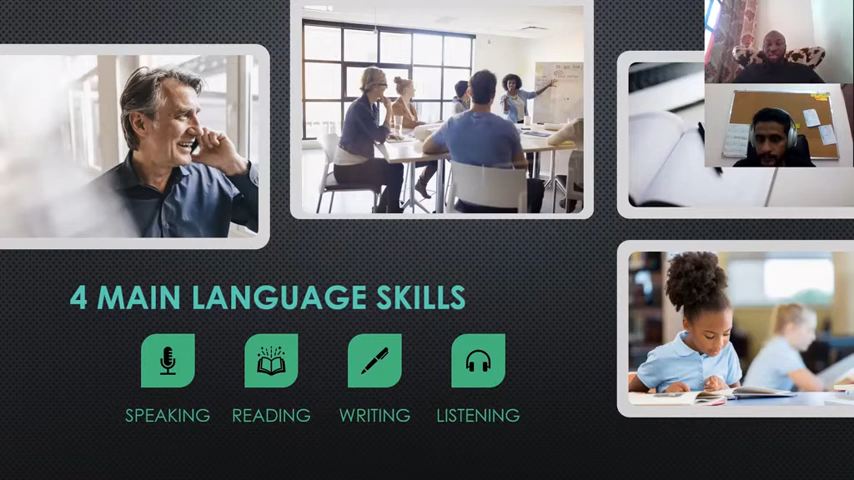 4 MAIN LANGUAGE SKILLS
SPEAKING
READING
WRITING
LISTENING